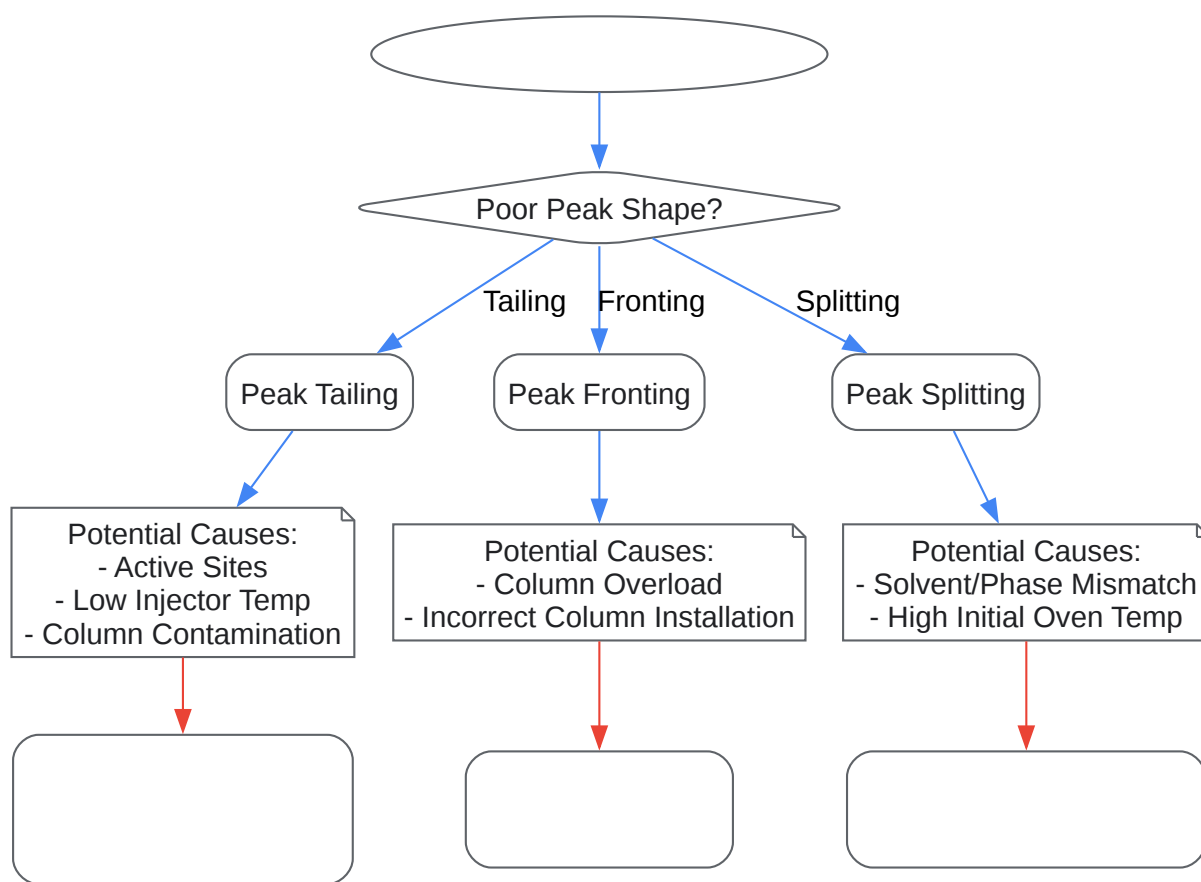 Poor Peak Shape?
Tailing
Fronting
Splitting
Peak Tailing
Peak Fronting
Peak Splitting
Potential Causes:
- Active Sites
- Low Injector Temp
- Column Contamination
Potential Causes:
- Column Overload
- Incorrect Column Installation
Potential Causes:
- Solvent/Phase Mismatch
- High Initial Oven Temp